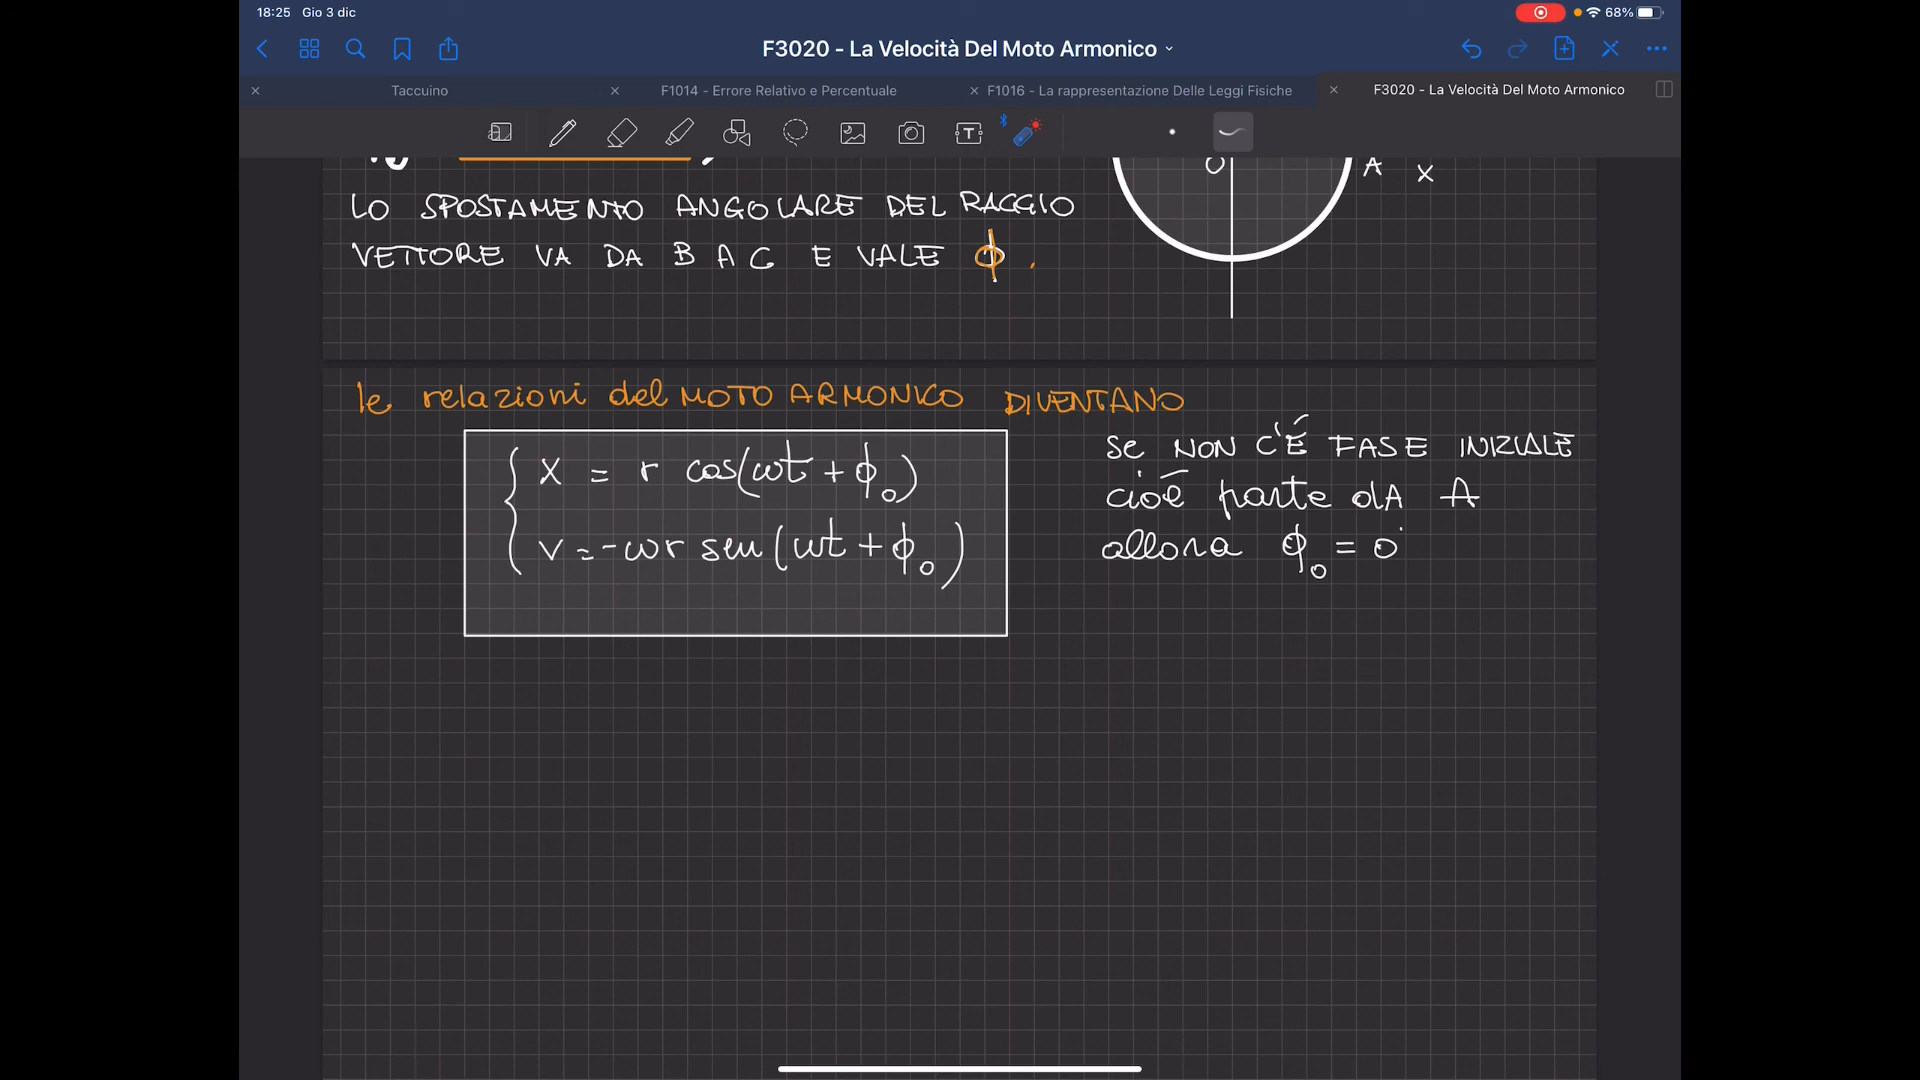 18:25 Gio 3 dic
68%
F3020 - La Velocità Del Moto Armonico
Taccuino
F1014 - Errore Relativo e Percentuale
F1016 - La rappresentazione Delle Leggi Fisiche
F3020 - La Velocità Del Moto Armonico
O A X
LO SPOSTAMENTO ANGOLARE DEL RAGGIO
VETTORE VA DA B A C E VALE ϕ.
le relazioni del MOTO ARMONICO DIVENTANO
X = r cos(ωt + ϕ₀)
v = -ωr sen(ωt + ϕ₀)
Se NON C'É FASE INIZIALE
cioé parte dA A
allora ϕ₀ = 0